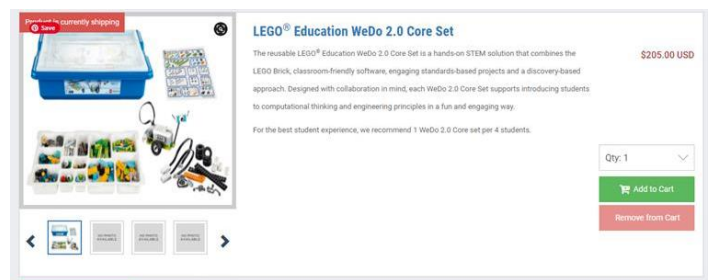 Product is currently shipping
Save
LEGO® Education WeDo 2.0 Core Set
The reusable LEGO® Education WeDo 2.0 Core Set is a hands-on STEM solution that combines the
LEGO Brick, classroom-friendly software, engaging standards-based projects and a discovery-based
approach. Designed with collaboration in mind, each WeDo 2.0 Core Set supports introducing students
to computational thinking and engineering principles in a fun and engaging way.
For the best student experience, we recommend 1 WeDo 2.0 Core set per 4 students.
$205.00 USD
Qty: 1
Add to Cart
Remove from Cart